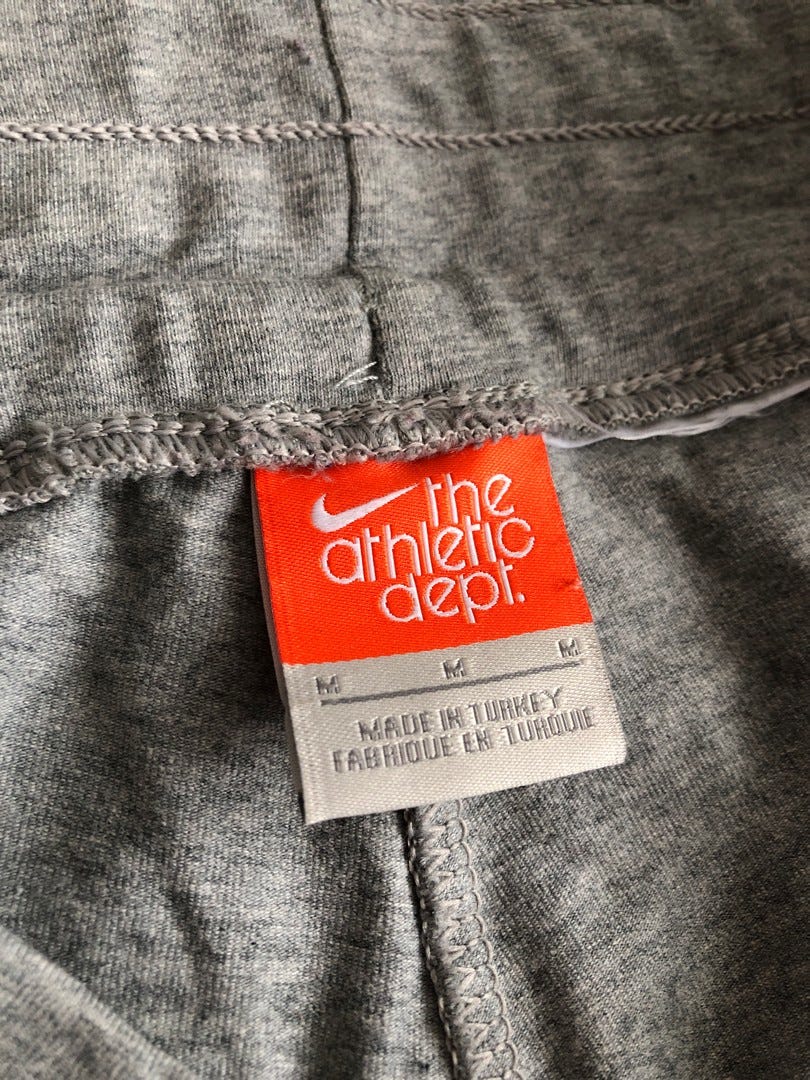 the
athletic
dept.
M M M
MADE IN TURKEY
FABRIQUE EN TURQUIE